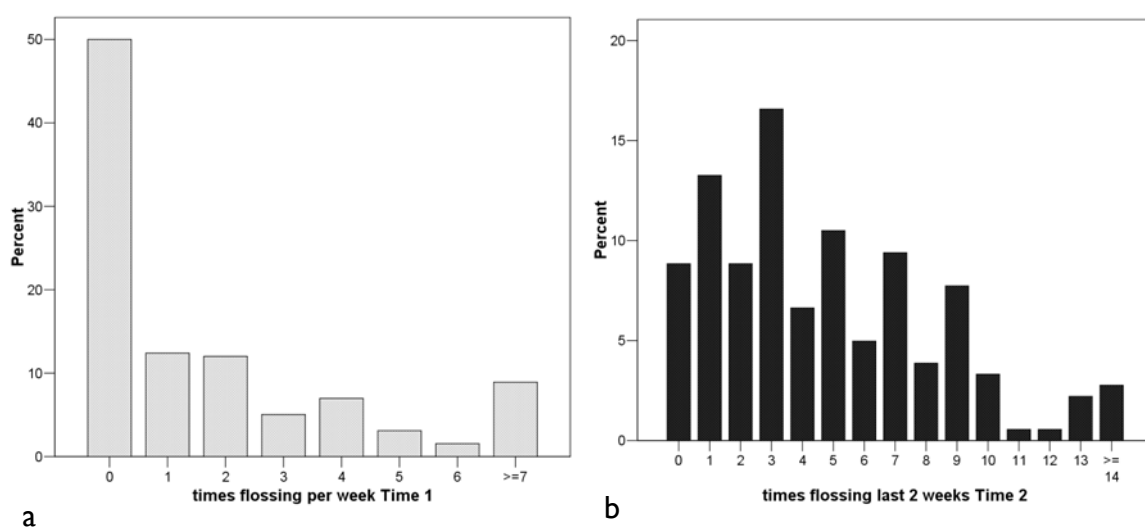 50
40
30
20
10
0
Percent
0 1 2 3 4 5 6 >=7
times flossing per week Time 1
a
20
15
10
5
0
Percent
0 1 2 3 4 5 6 7 8 9 10 11 12 13 >=
14
times flossing last 2 weeks Time 2
b